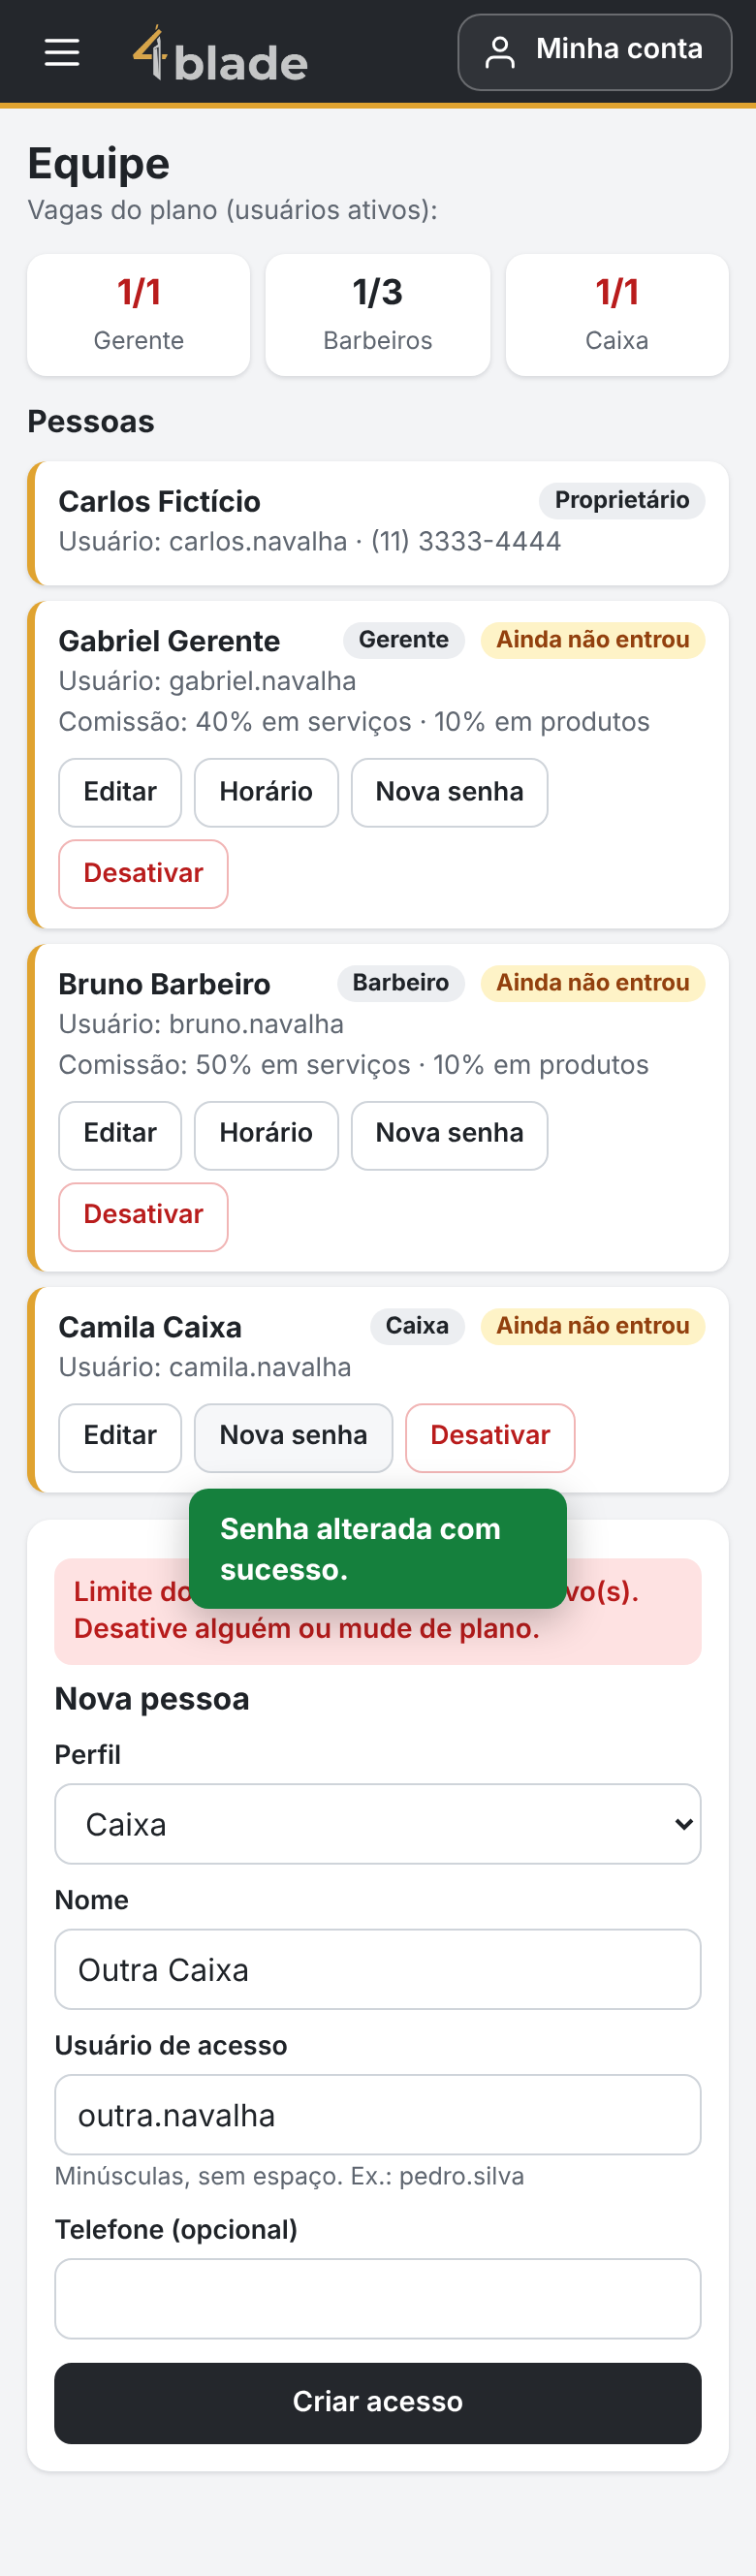 4blade
Minha conta
Equipe
Vagas do plano (usuários ativos):
1/1
Gerente
1/3
Barbeiros
1/1
Caixa
Pessoas
Carlos Fictício
Proprietário
Usuário: carlos.navalha · (11) 3333-4444
Gabriel Gerente
Gerente
Ainda não entrou
Usuário: gabriel.navalha
Comissão: 40% em serviços · 10% em produtos
Editar
Horário
Nova senha
Desativar
Bruno Barbeiro
Barbeiro
Ainda não entrou
Usuário: bruno.navalha
Comissão: 50% em serviços · 10% em produtos
Editar
Horário
Nova senha
Desativar
Camila Caixa
Caixa
Ainda não entrou
Usuário: camila.navalha
Editar
Nova senha
Desativar
Senha alterada com
sucesso.
Limite do
vo(s).
Desative alguém ou mude de plano.
Nova pessoa
Perfil
Caixa
Nome
Outra Caixa
Usuário de acesso
outra.navalha
Minúsculas, sem espaço. Ex.: pedro.silva
Telefone (opcional)
Criar acesso